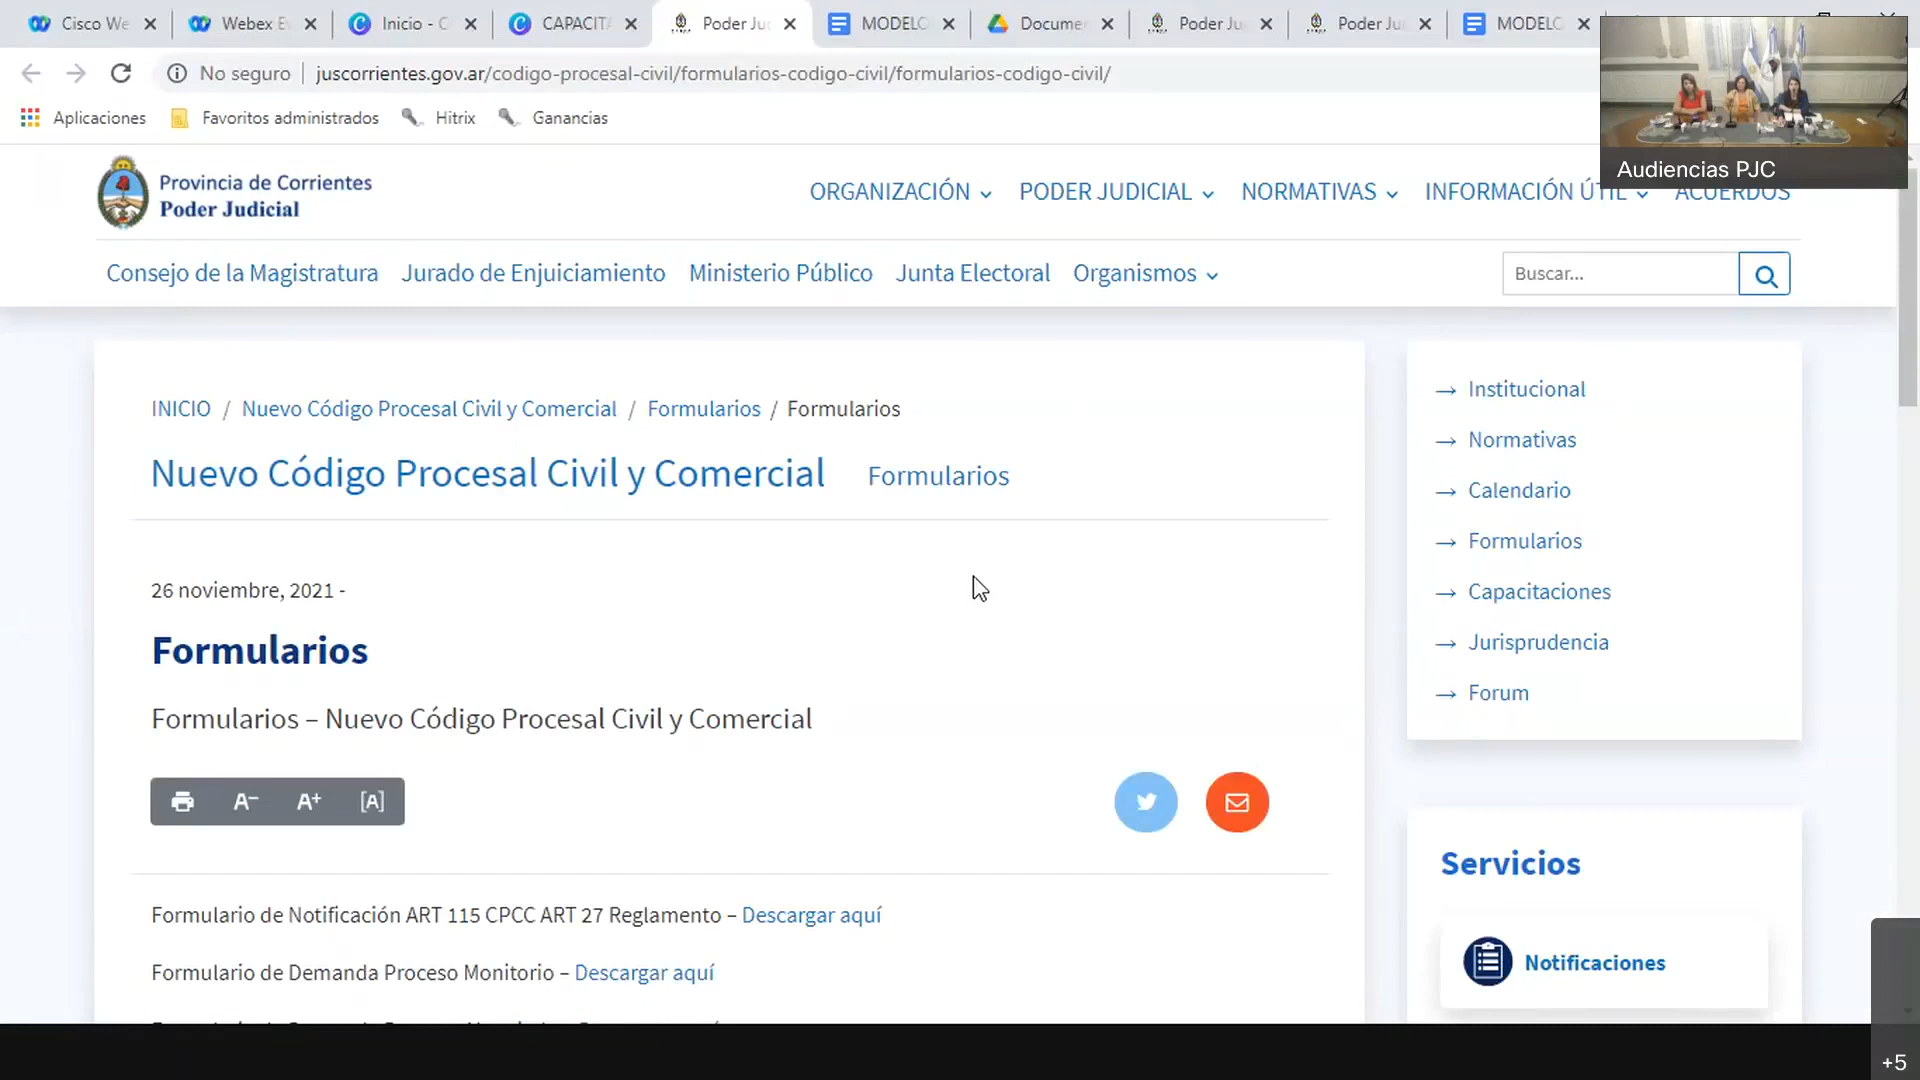 Cisco We
Webex E
Inicio - C
CAPACITA
Poder Jud
MODELO
Documen
Poder Ju
Poder Ju
MODELO
No seguro
juscorrientes.gov.ar/codigo-procesal-civil/formularios-codigo-civil/formularios-codigo-civil/
Aplicaciones
Favoritos administrados
Hitrix
Ganancias
Audiencias PJC
Provincia de Corrientes
Poder Judicial
ORGANIZACIÓN
PODER JUDICIAL
NORMATIVAS
INFORMACIÓN ÚTIL
ACUERDOS
Consejo de la Magistratura
Jurado de Enjuiciamiento
Ministerio Público
Junta Electoral
Organismos
Buscar...
INICIO / Nuevo Código Procesal Civil y Comercial / Formularios / Formularios
Nuevo Código Procesal Civil y Comercial Formularios
26 noviembre, 2021 -
Formularios
Formularios – Nuevo Código Procesal Civil y Comercial
A− A+ [A]
Formulario de Notificación ART 115 CPCC ART 27 Reglamento – Descargar aquí
Formulario de Demanda Proceso Monitorio – Descargar aquí
→ Institucional
→ Normativas
→ Calendario
→ Formularios
→ Capacitaciones
→ Jurisprudencia
→ Forum
Servicios
Notificaciones
+5